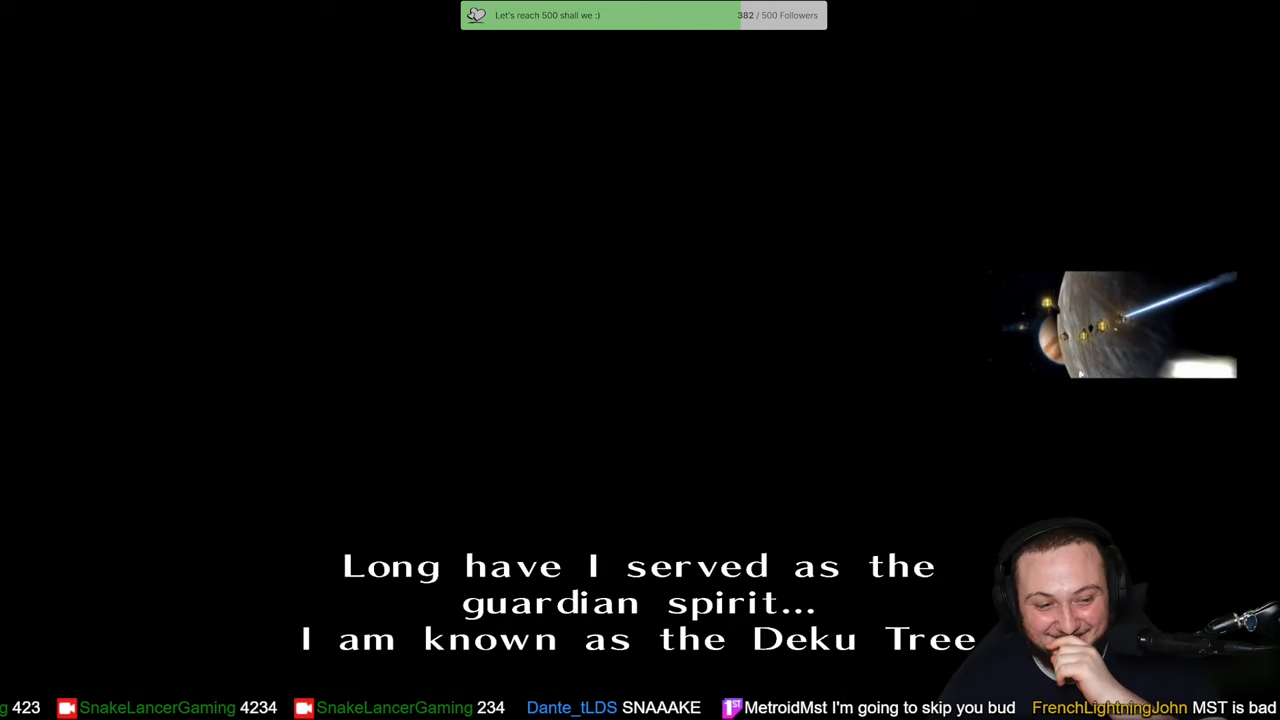 Let's reach 500 shall we :)
382 / 500 Followers
Long have I served as the
guardian spirit...
I am known as the Deku Tree
g 423 SnakeLancerGaming 4234 SnakeLancerGaming 234 Dante_tLDS SNAAAKE 1ST MetroidMst I'm going to skip you bud FrenchLightningJohn MST is bad